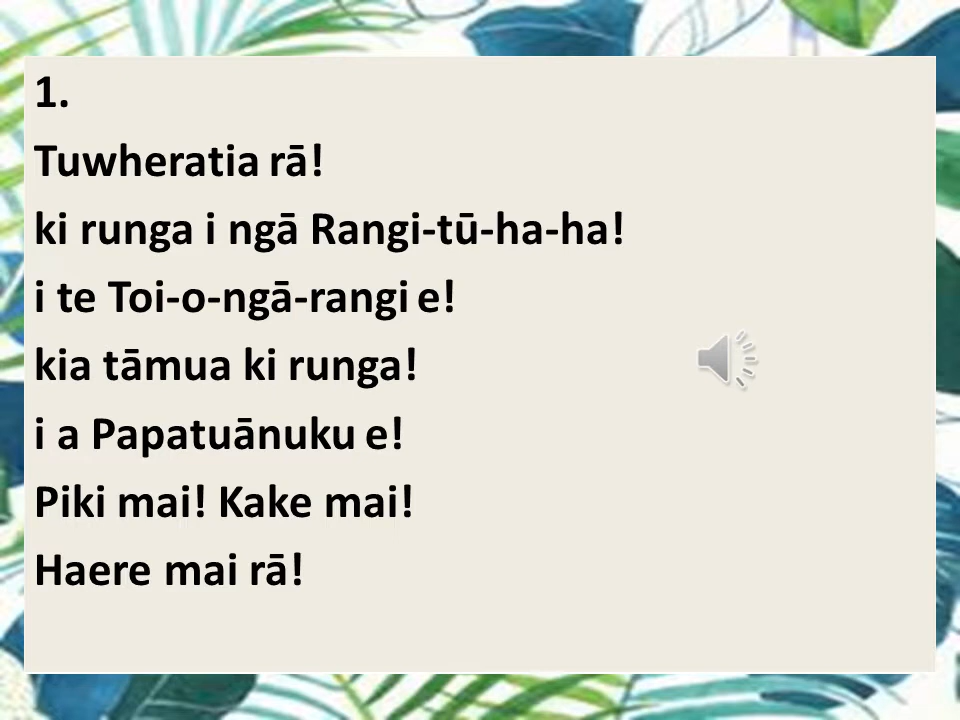 1.
Tuwheratia rā!
ki runga i ngā Rangi-tū-ha-ha!
i te Toi-o-ngā-rangi e!
kia tāmua ki runga!
i a Papatuānuku e!
Piki mai! Kake mai!
Haere mai rā!